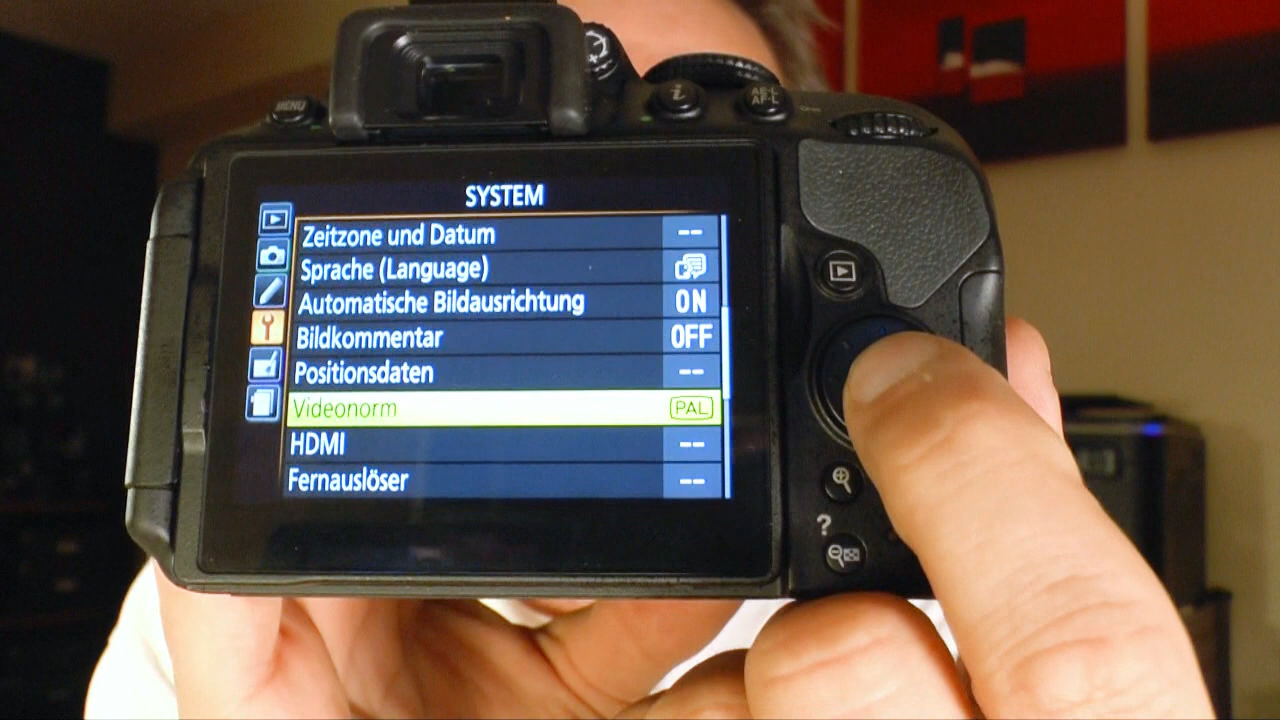 MENU
i
AE-L
AF-L
SYSTEM
Zeitzone und Datum --
Sprache (Language)
Automatische Bildausrichtung ON
Bildkommentar OFF
Positionsdaten --
Videonorm PAL
HDMI --
Fernauslöser --
?